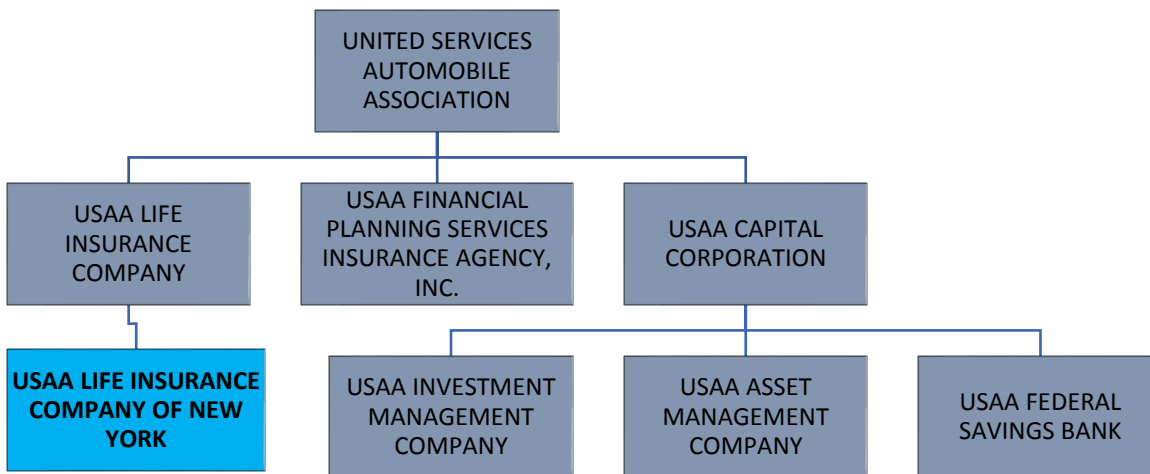 UNITED SERVICES
AUTOMOBILE
ASSOCIATION
USAA LIFE
INSURANCE
COMPANY
USAA FINANCIAL
PLANNING SERVICES
INSURANCE AGENCY,
INC.
USAA CAPITAL
CORPORATION
USAA LIFE INSURANCE
COMPANY OF NEW
YORK
USAA INVESTMENT
MANAGEMENT
COMPANY
USAA ASSET
MANAGEMENT
COMPANY
USAA FEDERAL
SAVINGS BANK